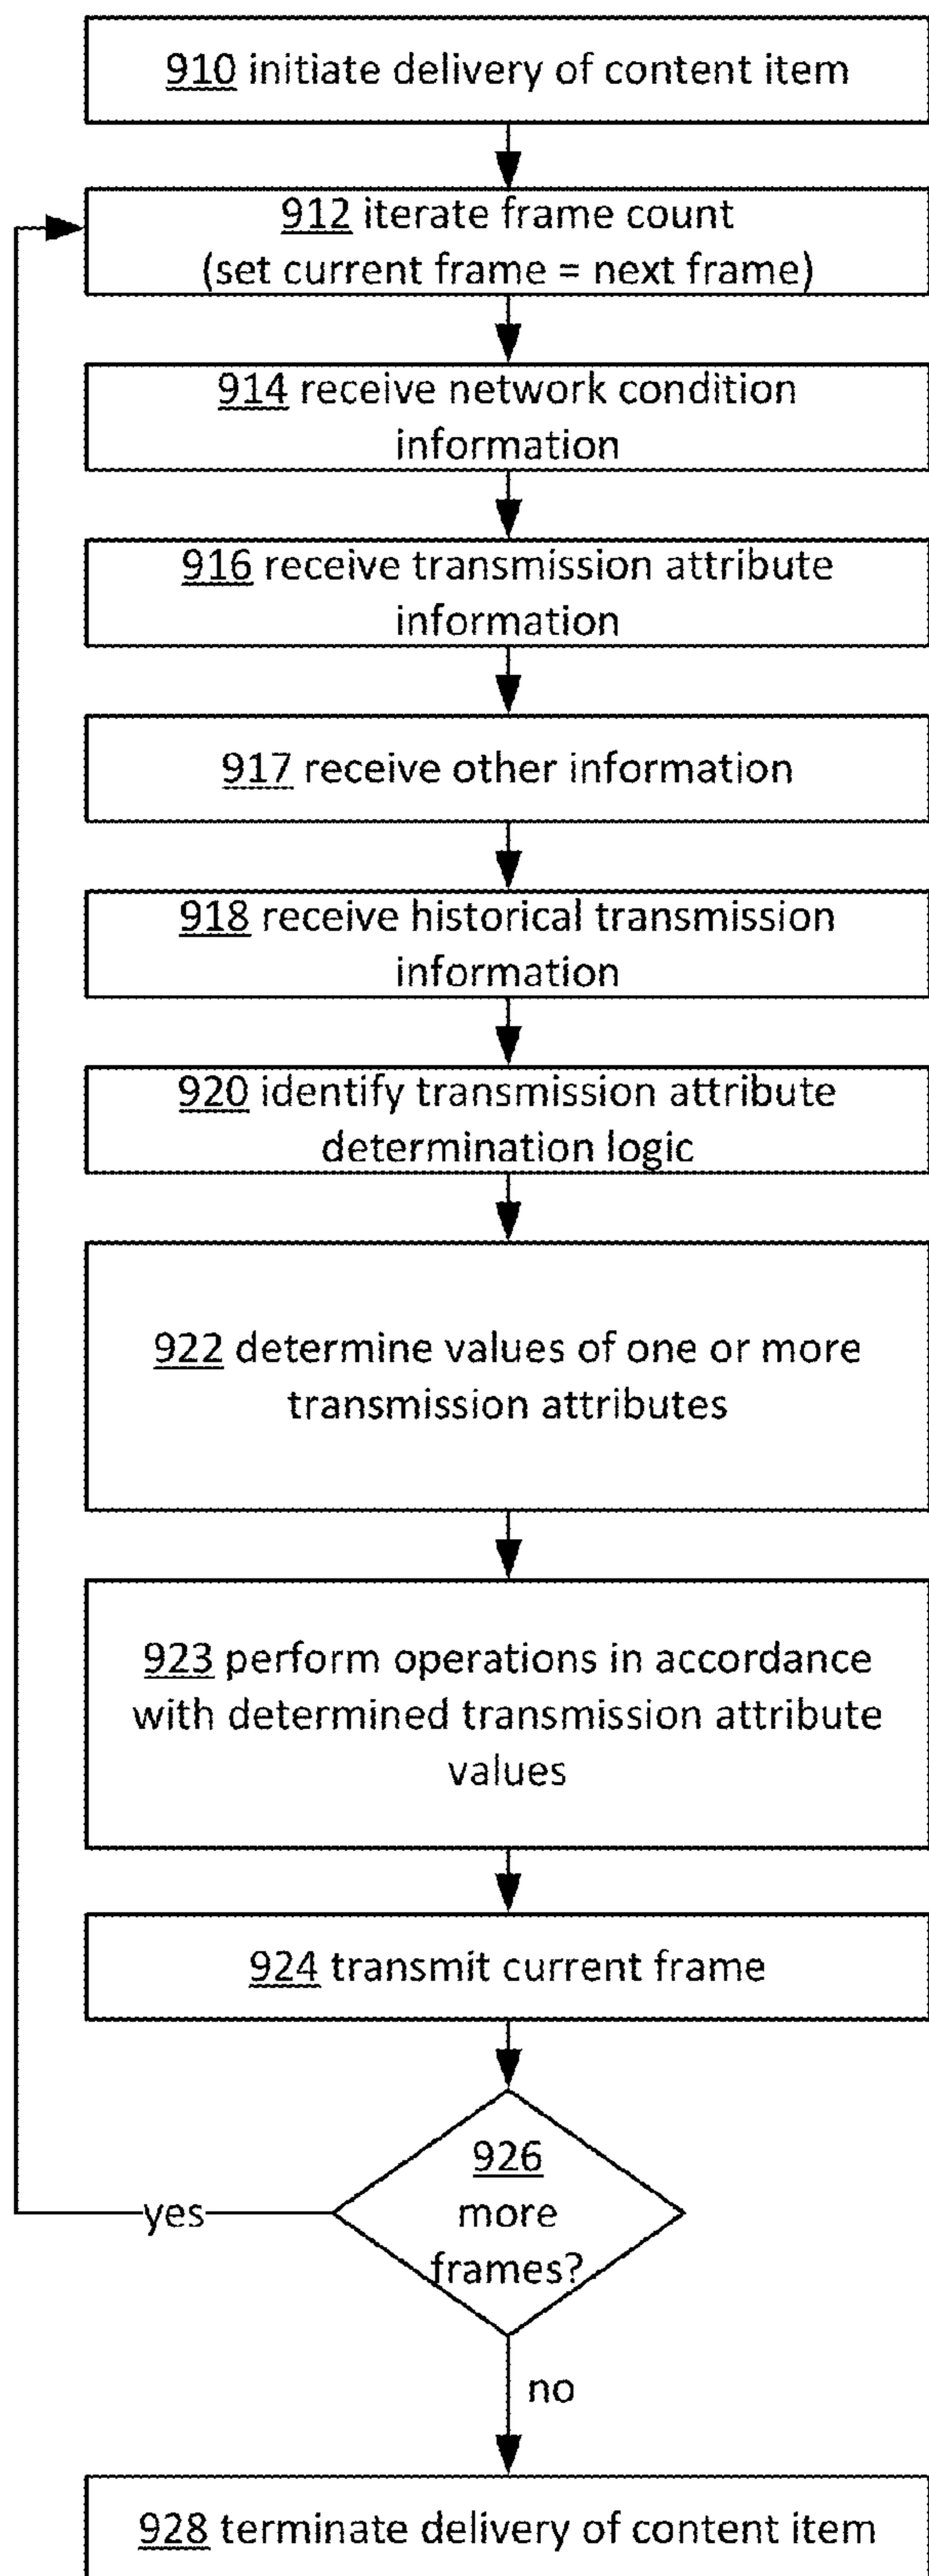 910 initiate delivery of content item
912 iterate frame count
(set current frame = next frame)
914 receive network condition
information
916 receive transmission attribute
information
917 receive other information
918 receive historical transmission
information
920 identify transmission attribute
determination logic
922 determine values of one or more
transmission attributes
923 perform operations in accordance
with determined transmission attribute
values
924 transmit current frame
926
more
frames?
yes
no
928 terminate delivery of content item